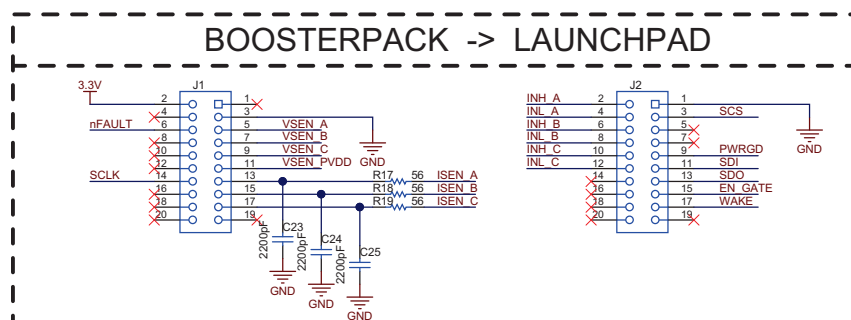 BOOSTERPACK -> LAUNCHPAD
3.3V
J1
2 1
4 3
nFAULT 6 5 VSEN_A
8 7 VSEN_B
10 9 VSEN_C
12 11 VSEN_PVDD
SCLK 14 13 R17 56 ISEN_A
16 15 R18 56 ISEN_B
18 17 R19 56 ISEN_C
20 19
GND
C23
2200pF
C24
2200pF
C25
2200pF
GND
GND
GND
J2
INH_A 2 1
INL_A 4 3 SCS
INH_B 6 5
INL_B 8 7
INH_C 10 9 PWRGD
INL_C 12 11 SDI
14 13 SDO
16 15 EN_GATE
18 17 WAKE
20 19
GND